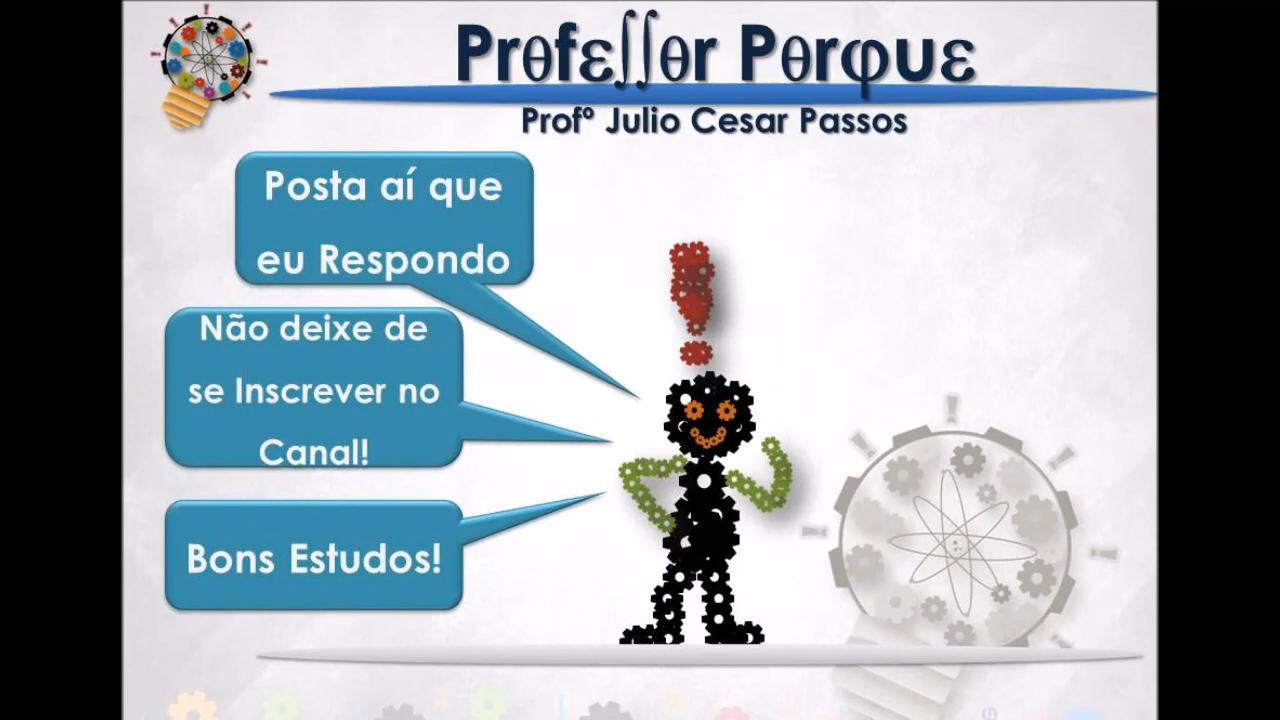 Prθfε∫∫θr Pθrφυε
Profº Julio Cesar Passos
Posta aí que
eu Respondo
Não deixe de
se Inscrever no
Canal!
Bons Estudos!